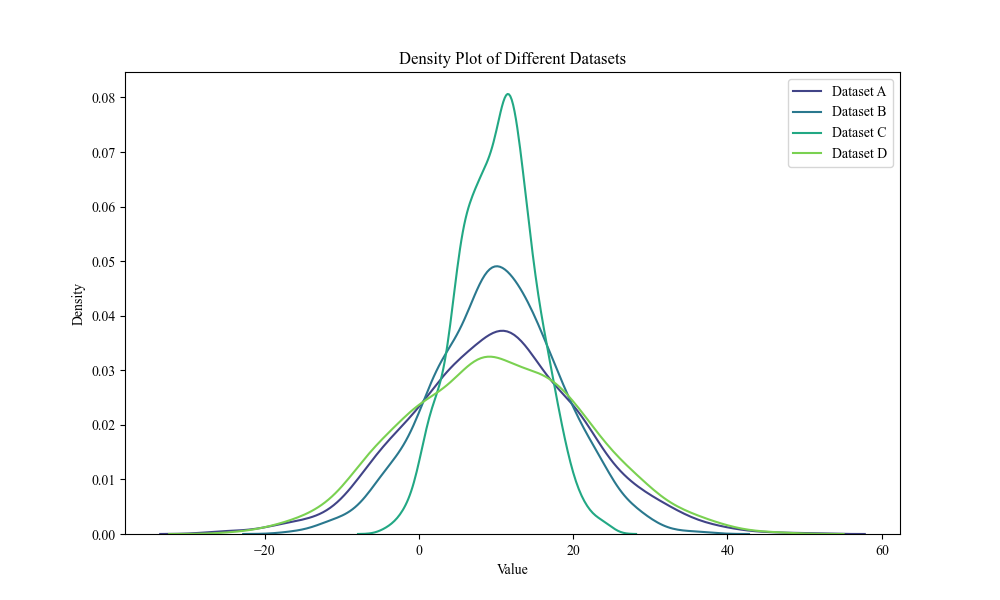 Density Plot of Different Datasets
Dataset A
Dataset B
Dataset C
Dataset D
Density
0.08
0.07
0.06
0.05
0.04
0.03
0.02
0.01
0.00
−20
0
20
40
60
Value